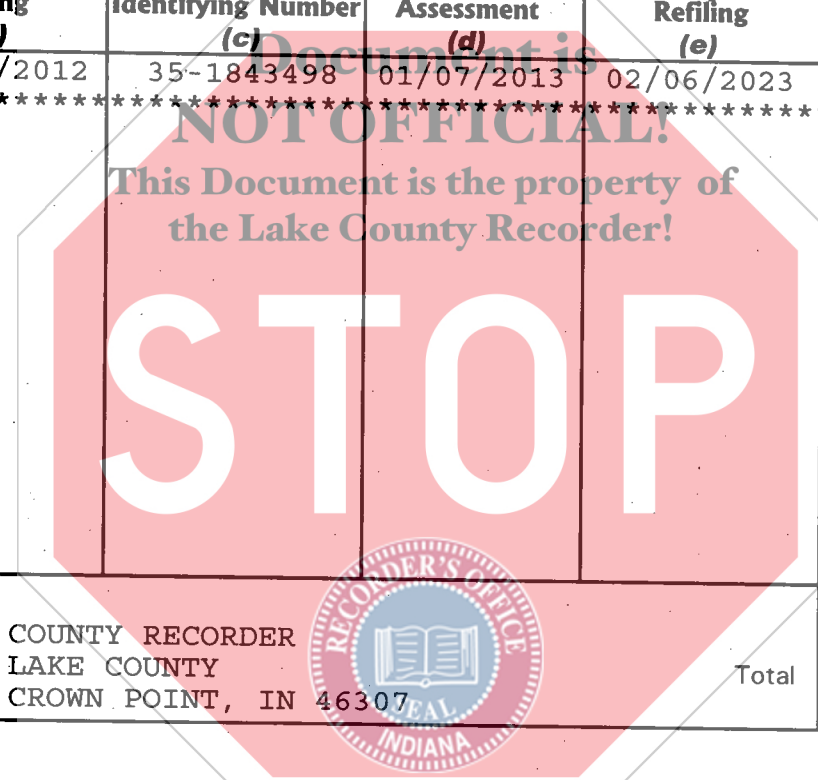 ng Identifying Number Assessment Refiling
) (c) (d) (e)
Document is
/2012 35-1843498 01/07/2013 02/06/2023
****************************************************
NOT OFFICIAL!
This Document is the property of
the Lake County Recorder!
STOP
RECORDER'S OFFICE
COUNTY RECORDER
LAKE COUNTY Total
CROWN POINT, IN 46307
SEAL
INDIANA